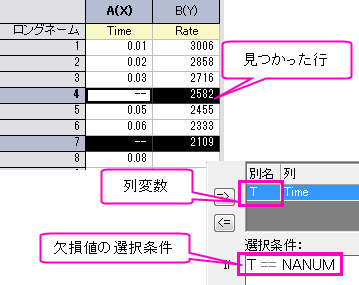 A(X) B(Y)
ロングネーム Time Rate
1 0.01 3006
2 0.02 2858
3 0.03 2716
4 -- 2582
5 0.05 2455
6 0.06 2333
7 -- 2109
8 0.08
見つかった行
列変数
欠損値の選択条件
別名 列
T Time
=>
<=
選択条件:
If T == NANUM